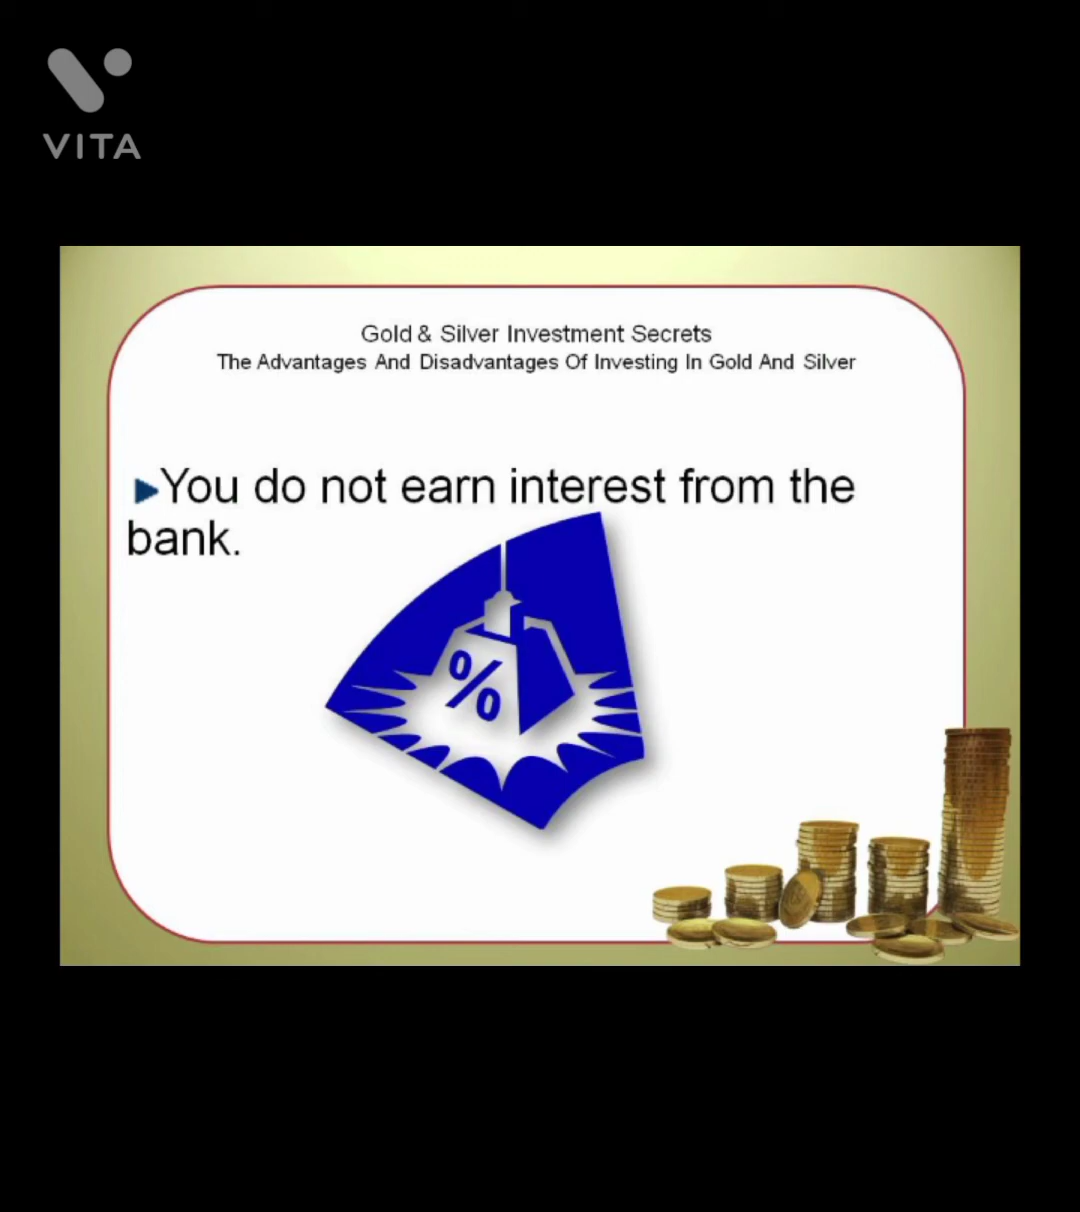 VITA
Gold & Silver Investment Secrets
The Advantages And Disadvantages Of Investing In Gold And Silver
►You do not earn interest from the
bank.
%